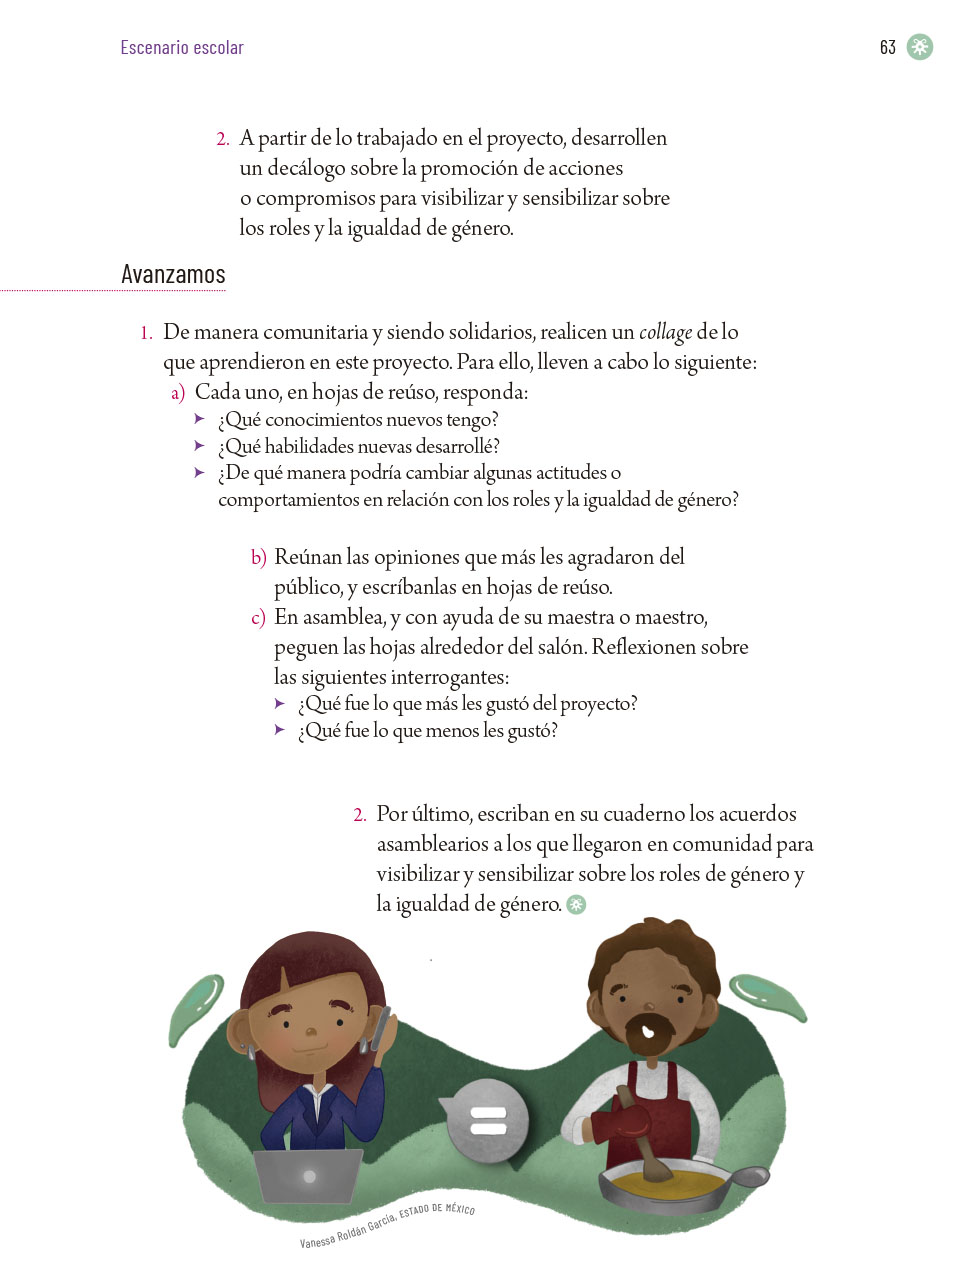 Escenario escolar
63
2. A partir de lo trabajado en el proyecto, desarrollen
un decálogo sobre la promoción de acciones
o compromisos para visibilizar y sensibilizar sobre
los roles y la igualdad de género.
Avanzamos
1. De manera comunitaria y siendo solidarios, realicen un collage de lo
que aprendieron en este proyecto. Para ello, lleven a cabo lo siguiente:
a) Cada uno, en hojas de reúso, responda:
➤ ¿Qué conocimientos nuevos tengo?
➤ ¿Qué habilidades nuevas desarrollé?
➤ ¿De qué manera podría cambiar algunas actitudes o
comportamientos en relación con los roles y la igualdad de género?
b) Reúnan las opiniones que más les agradaron del
público, y escríbanlas en hojas de reúso.
c) En asamblea, y con ayuda de su maestra o maestro,
peguen las hojas alrededor del salón. Reflexionen sobre
las siguientes interrogantes:
➤ ¿Qué fue lo que más les gustó del proyecto?
➤ ¿Qué fue lo que menos les gustó?
2. Por último, escriban en su cuaderno los acuerdos
asamblearios a los que llegaron en comunidad para
visibilizar y sensibilizar sobre los roles de género y
la igualdad de género.
=
Vanessa Roldán García, ESTADO DE MÉXICO